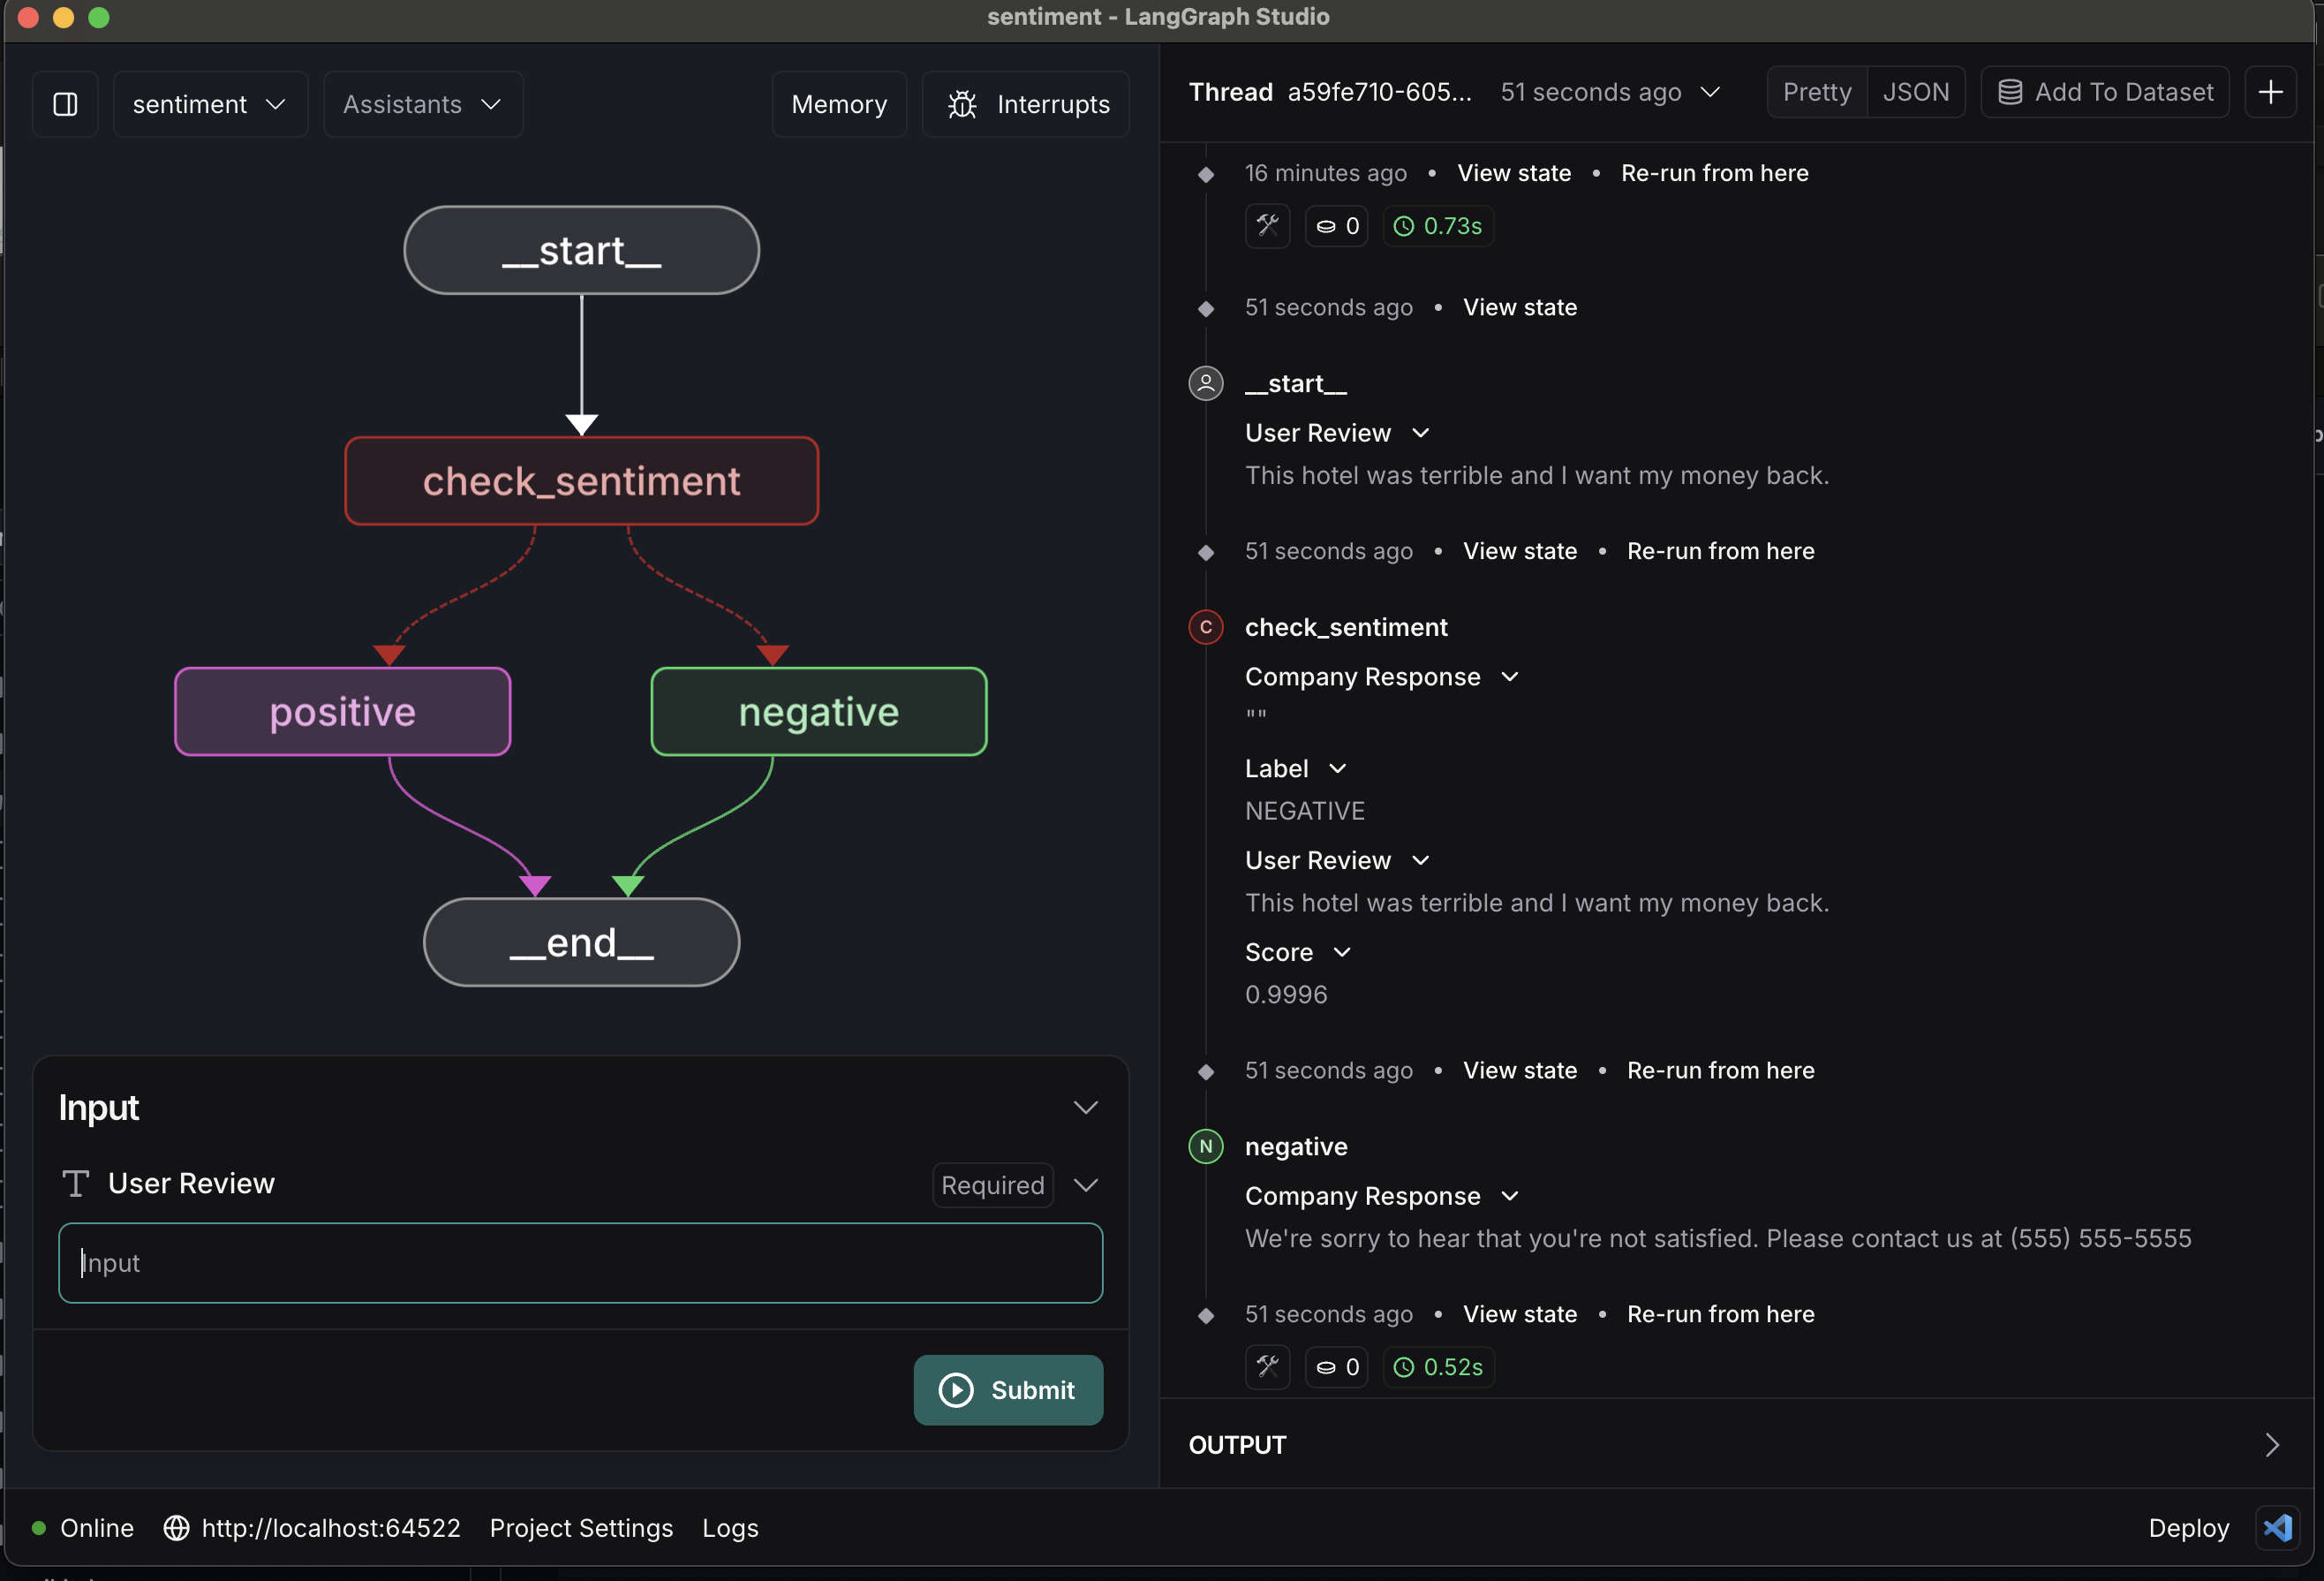 sentiment - LangGraph Studio
sentiment
Assistants
Memory
Interrupts
__start__
check_sentiment
positive
negative
__end__
Input
User Review
Required
Input
Submit
Thread a59fe710-605... 51 seconds ago
Pretty
JSON
Add To Dataset
16 minutes ago • View state • Re-run from here
0
0.73s
51 seconds ago • View state
__start__
User Review
This hotel was terrible and I want my money back.
51 seconds ago • View state • Re-run from here
C
check_sentiment
Company Response
""
Label
NEGATIVE
User Review
This hotel was terrible and I want my money back.
Score
0.9996
51 seconds ago • View state • Re-run from here
N
negative
Company Response
We're sorry to hear that you're not satisfied. Please contact us at (555) 555-5555
51 seconds ago • View state • Re-run from here
0
0.52s
OUTPUT
Online
http://localhost:64522
Project Settings
Logs
Deploy